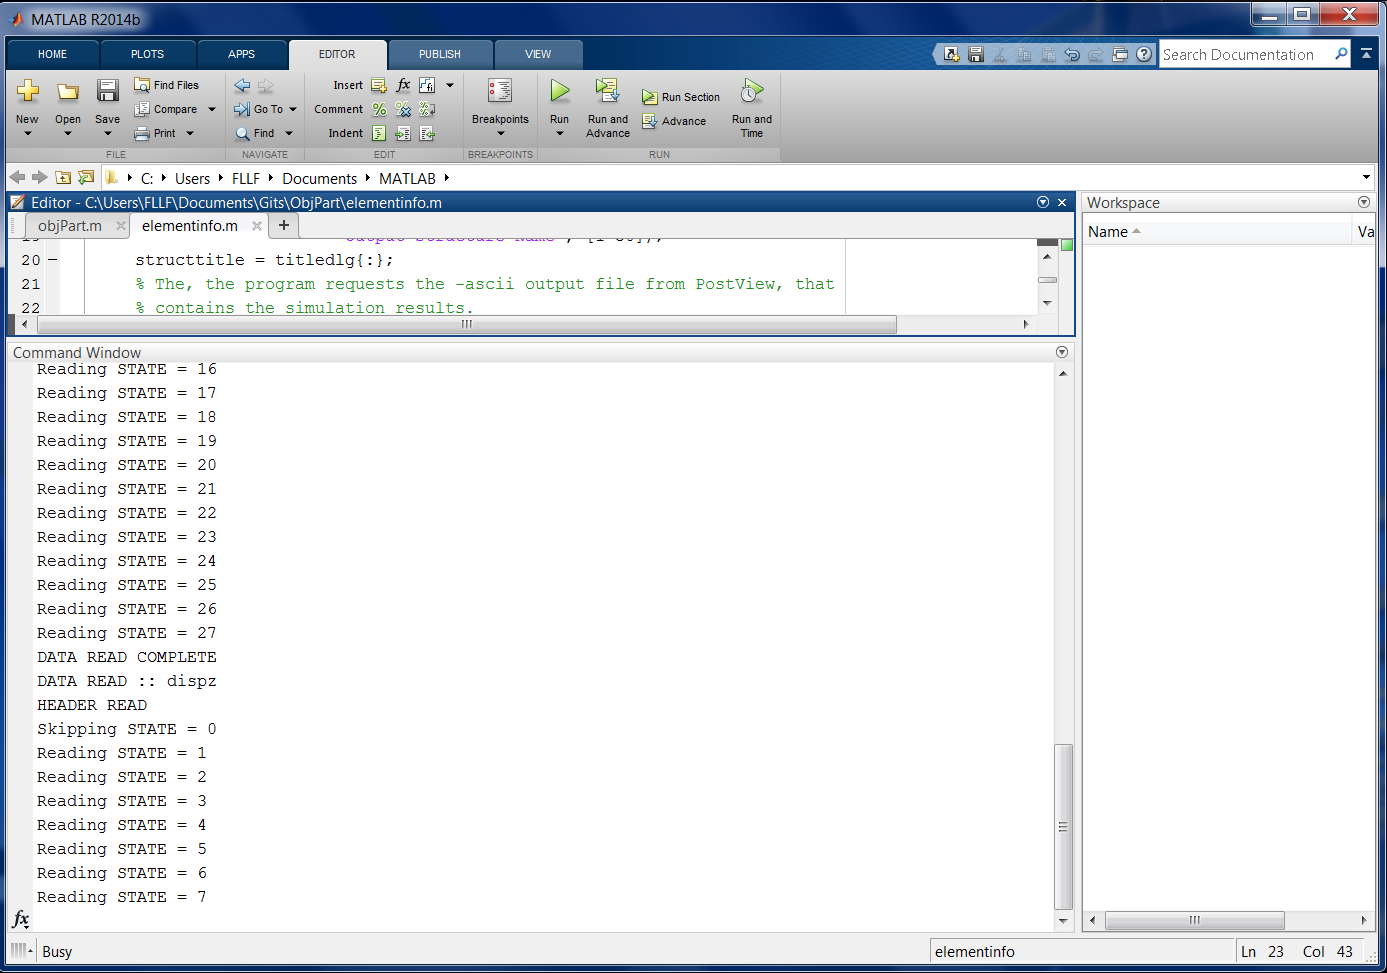 MATLAB R2014b
HOME PLOTS APPS EDITOR PUBLISH VIEW
Search Documentation
New Open Save
Find Files
Compare
Print
FILE
Go To
Find
NAVIGATE
Insert
Comment
Indent
EDIT
Breakpoints
BREAKPOINTS
Run
Run and Advance
Run Section
Advance
Run and Time
RUN
C: Users FLLF Documents MATLAB
Editor - C:\Users\FLLF\Documents\Gits\ObjPart\elementinfo.m
objPart.m elementinfo.m +
20 – structtitle = titledlg{:};
21 % The, the program requests the -ascii output file from PostView, that
22 % contains the simulation results.
Command Window
Reading STATE = 16
Reading STATE = 17
Reading STATE = 18
Reading STATE = 19
Reading STATE = 20
Reading STATE = 21
Reading STATE = 22
Reading STATE = 23
Reading STATE = 24
Reading STATE = 25
Reading STATE = 26
Reading STATE = 27
DATA READ COMPLETE
DATA READ :: dispz
HEADER READ
Skipping STATE = 0
Reading STATE = 1
Reading STATE = 2
Reading STATE = 3
Reading STATE = 4
Reading STATE = 5
Reading STATE = 6
Reading STATE = 7
fx
Workspace
Name Va
Busy
elementinfo
Ln 23 Col 43